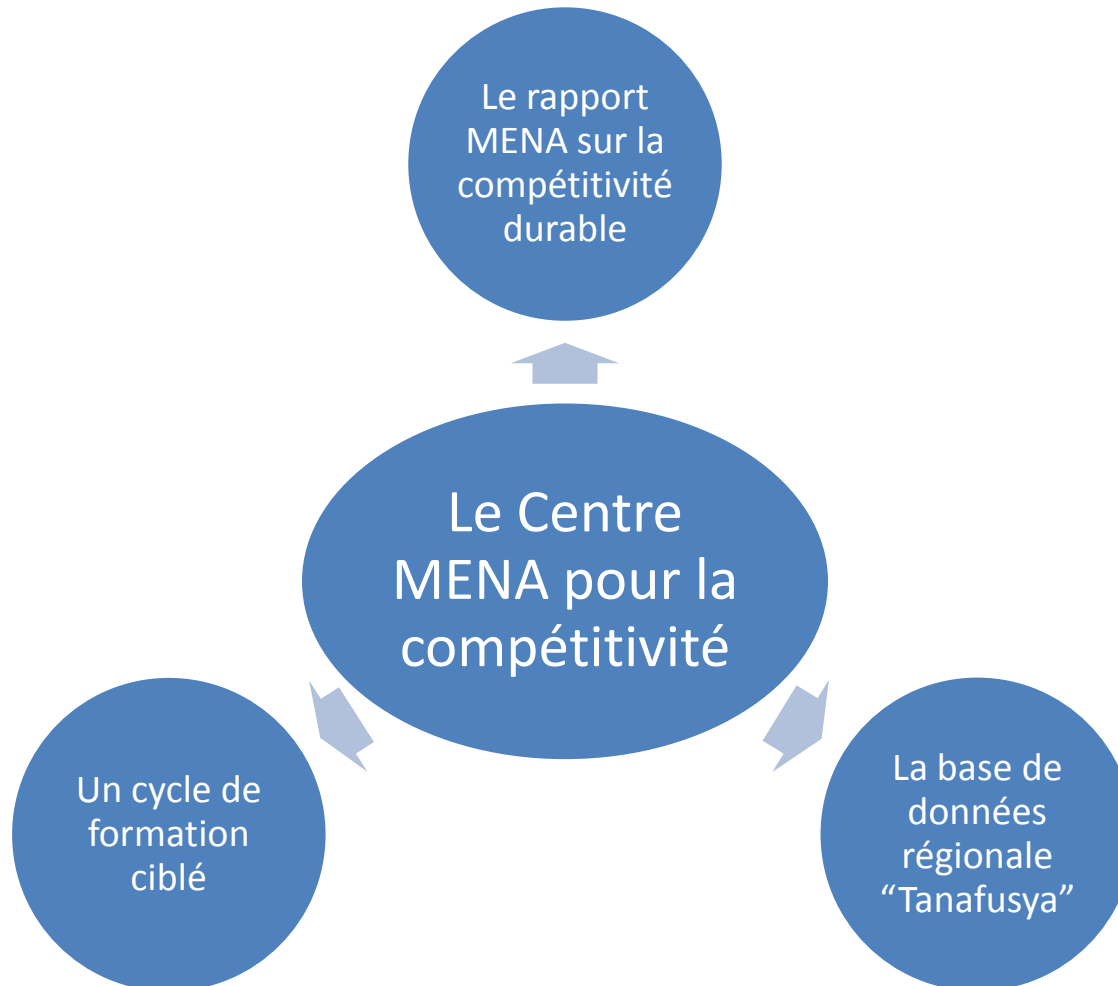 Le rapport
MENA sur la
compétitivité
durable
Le Centre
MENA pour la
compétitivité
Un cycle de
formation
ciblé
La base de
données
régionale
“Tanafusya”